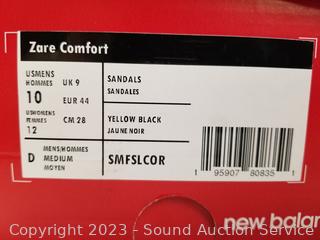 Zare Comfort
USMENS
HOMMES
10
UK 9
EUR 44
USWOMENS
FEMMES
12
CM 28
D
MENS/HOMMES
MEDIUM
MOYEN
SANDALS
SANDALES
YELLOW BLACK
JAUNE NOIR
SMFSLCOR
1 95907 80835 1
new balan
Copyright 2023 - Sound Auction Service